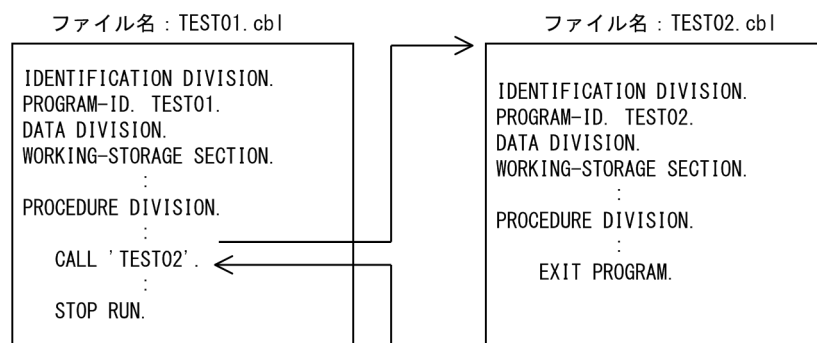 ファイル名：TEST01.cbl
IDENTIFICATION DIVISION.
PROGRAM-ID. TEST01.
DATA DIVISION.
WORKING-STORAGE SECTION.
:
PROCEDURE DIVISION.
:
CALL 'TEST02'.
:
STOP RUN.
ファイル名：TEST02.cbl
IDENTIFICATION DIVISION.
PROGRAM-ID. TEST02.
DATA DIVISION.
WORKING-STORAGE SECTION.
:
PROCEDURE DIVISION.
:
EXIT PROGRAM.